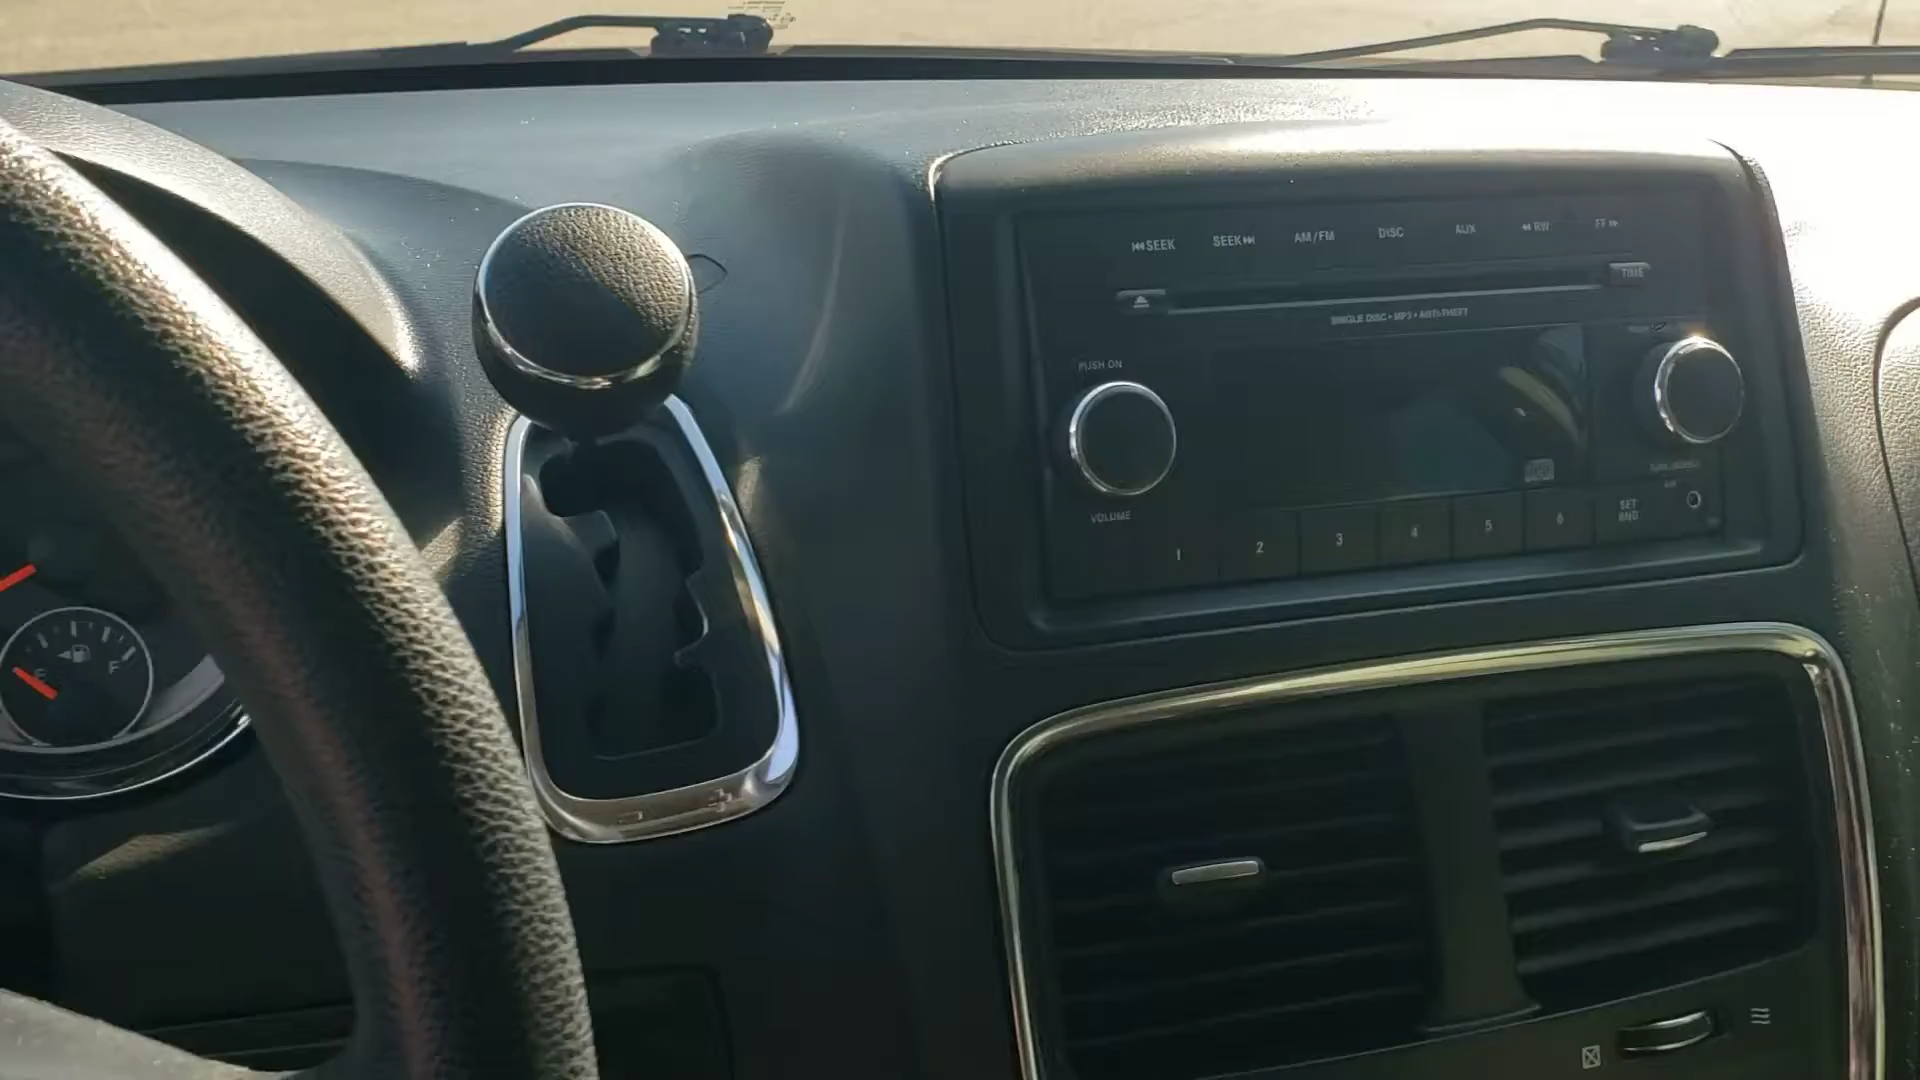 ⏮SEEK SEEK⏭ AM/FM DISC AUX ◀◀ RW FF ▶▶
TIME
SINGLE DISC • MP3 • ANTI-THEFT
PUSH ON
VOLUME
1 2 3 4 5 6
SET
RND
E F